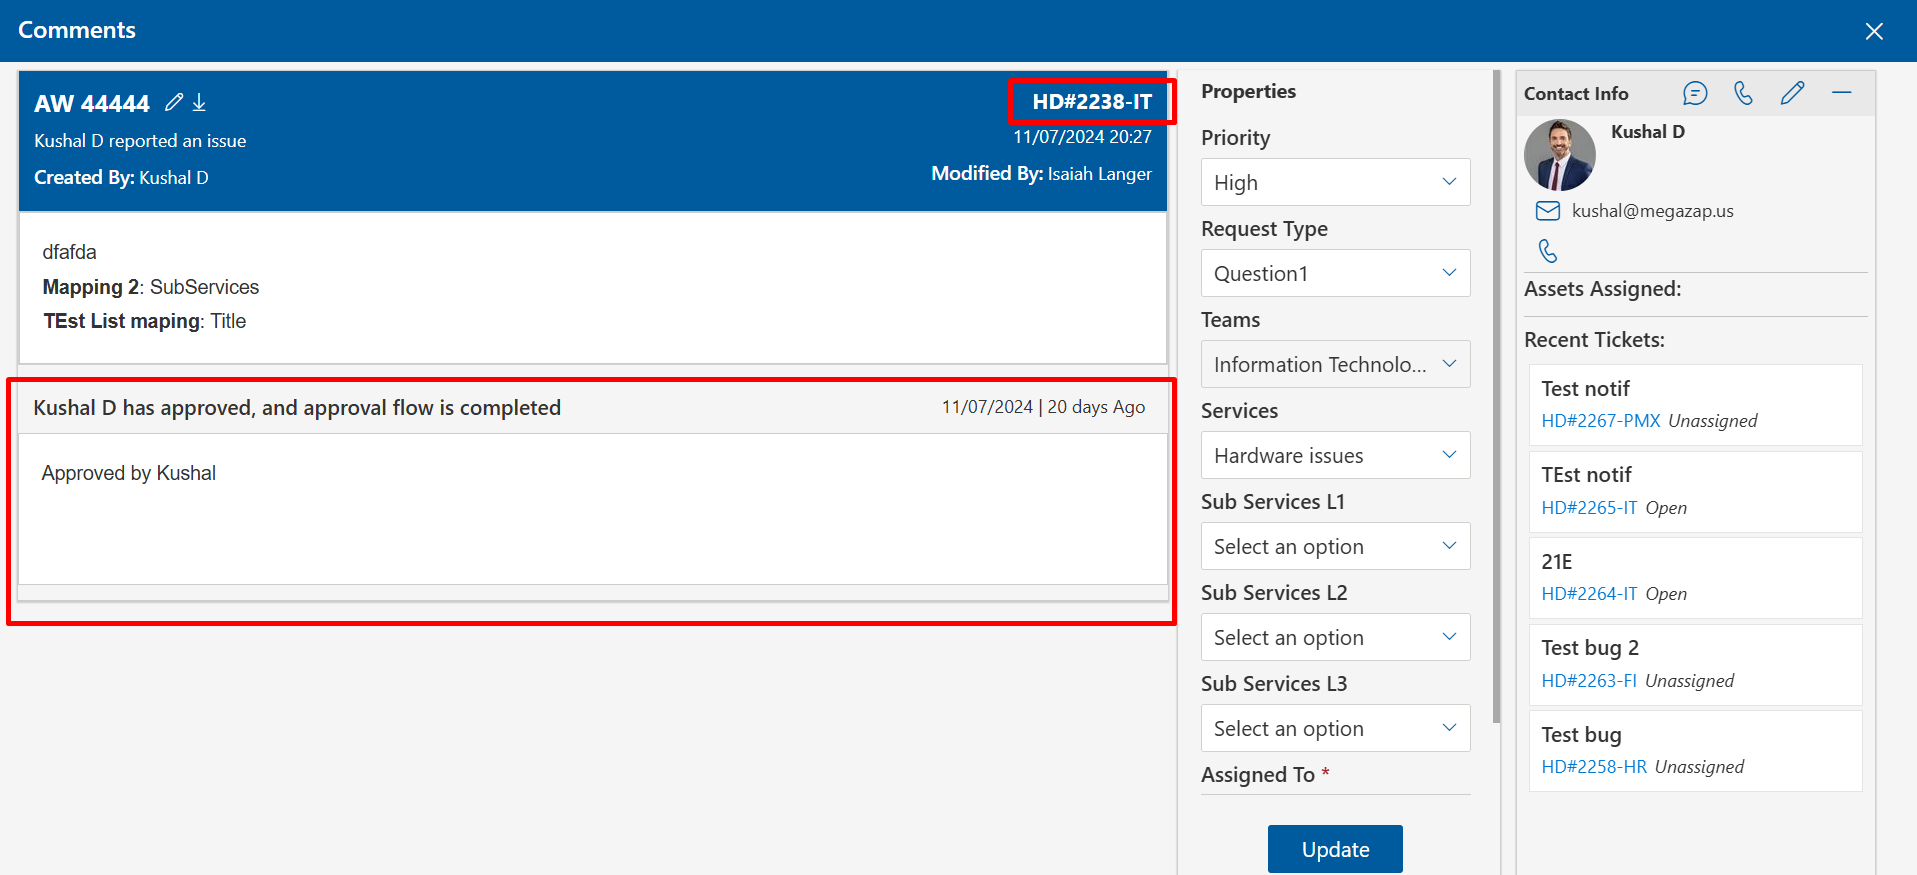 Comments
AW 44444
HD#2238-IT
Kushal D reported an issue
11/07/2024 20:27
Created By: Kushal D
Modified By: Isaiah Langer
dfafda
Mapping 2: SubServices
TEst List maping: Title
Kushal D has approved, and approval flow is completed
11/07/2024 | 20 days Ago
Approved by Kushal
Properties
Priority
High
Request Type
Question1
Teams
Information Technolo...
Services
Hardware issues
Sub Services L1
Select an option
Sub Services L2
Select an option
Sub Services L3
Select an option
Assigned To *
Update
Contact Info
Kushal D
kushal@megazap.us
Assets Assigned:
Recent Tickets:
Test notif
HD#2267-PMX Unassigned
TEst notif
HD#2265-IT Open
21E
HD#2264-IT Open
Test bug 2
HD#2263-FI Unassigned
Test bug
HD#2258-HR Unassigned